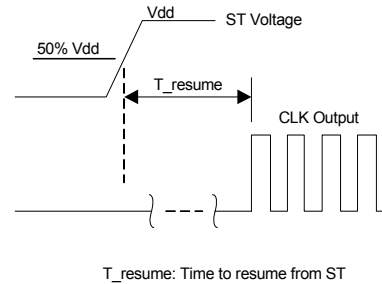 Vdd
ST Voltage
50% Vdd
T_resume
CLK Output
T_resume: Time to resume from ST